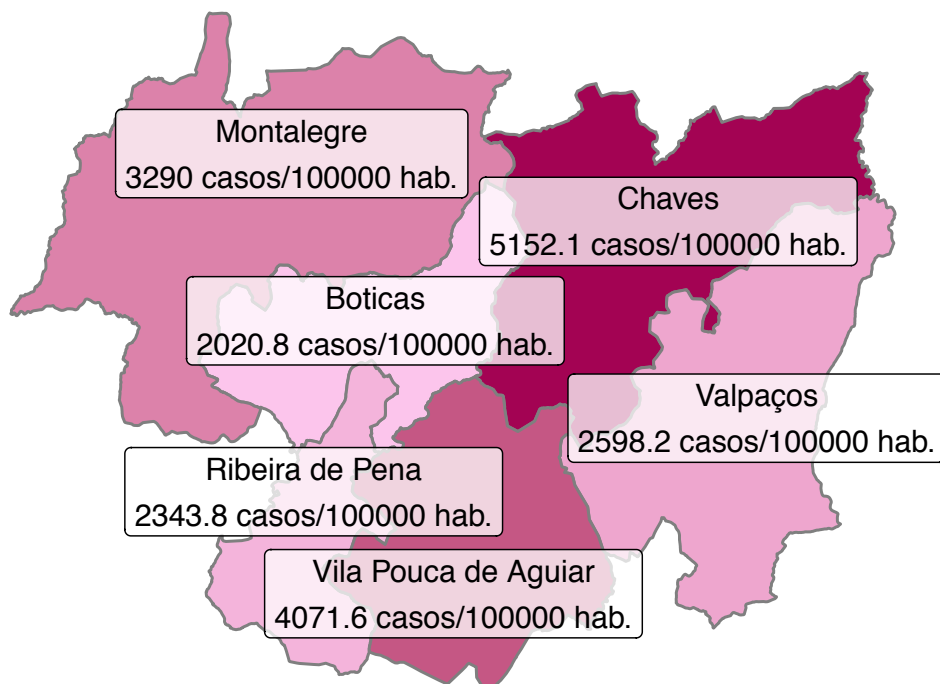 Montalegre
3290 casos/100000 hab.
Chaves
5152.1 casos/100000 hab.
Boticas
2020.8 casos/100000 hab.
Valpaços
2598.2 casos/100000 hab.
Ribeira de Pena
2343.8 casos/100000 hab.
Vila Pouca de Aguiar
4071.6 casos/100000 hab.